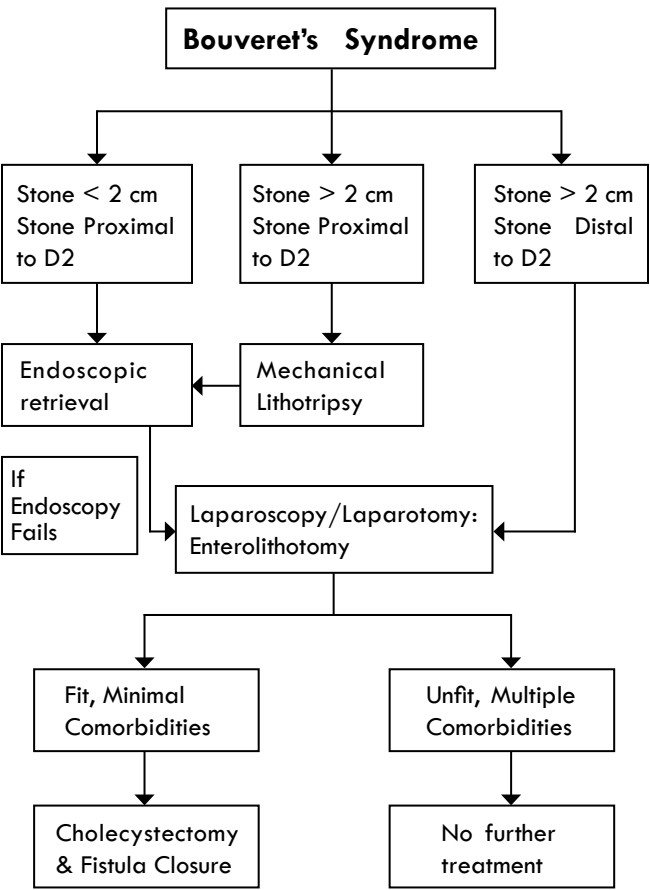 Bouveret's Syndrome
Stone < 2 cm
Stone Proximal
to D2
Stone > 2 cm
Stone Proximal
to D2
Stone > 2 cm
Stone Distal
to D2
Endoscopic
retrieval
Mechanical
Lithotripsy
If
Endoscopy
Fails
Laparoscopy/Laparotomy:
Enterolithotomy
Fit, Minimal
Comorbidities
Unfit, Multiple
Comorbidities
Cholecystectomy
& Fistula Closure
No further
treatment